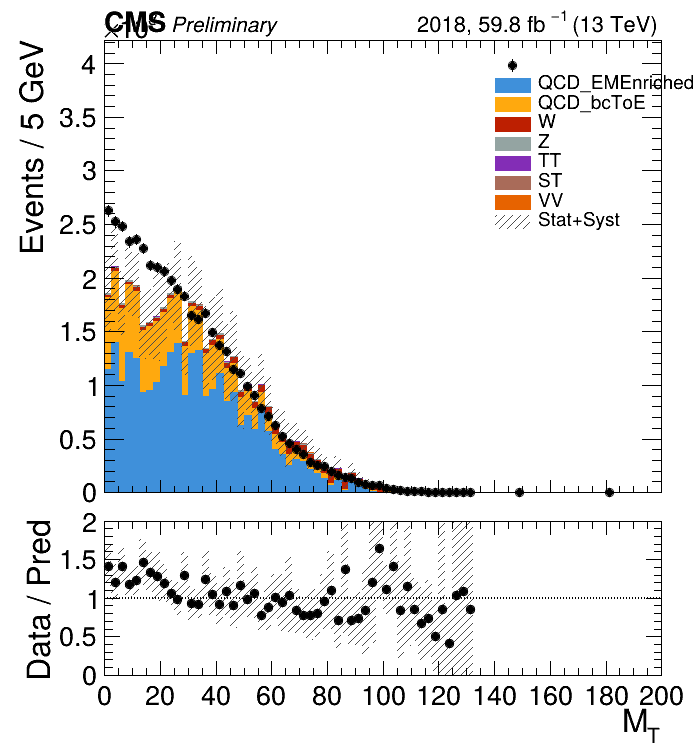 CMS Preliminary 2018, 59.8 fb⁻¹ (13 TeV)
Events / 5 GeV
4
3.5
3
2.5
2
1.5
1
0.5
0
QCD_EMEnriched
QCD_bcToE
W
Z
TT
ST
VV
Stat+Syst
Data / Pred
2
1.5
1
0.5
0
0 20 40 60 80 100 120 140 160 180 200
M_T